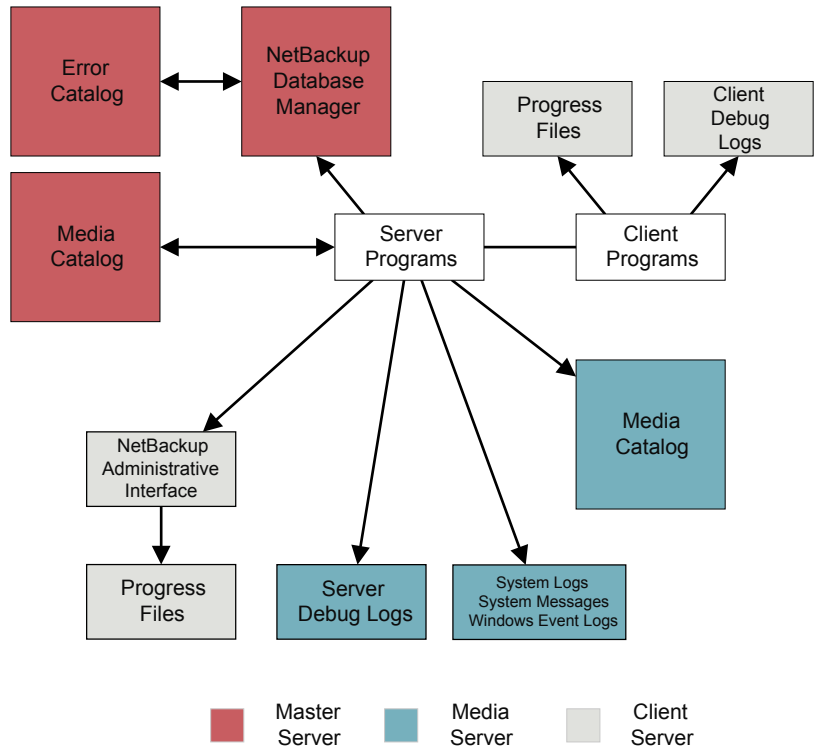 Error
Catalog
NetBackup
Database
Manager
Progress
Files
Client
Debug
Logs
Media
Catalog
Server
Programs
Client
Programs
Media
Catalog
NetBackup
Administrative
Interface
Progress
Files
Server
Debug Logs
System Logs
System Messages
Windows Event Logs
Master
Server
Media
Server
Client
Server